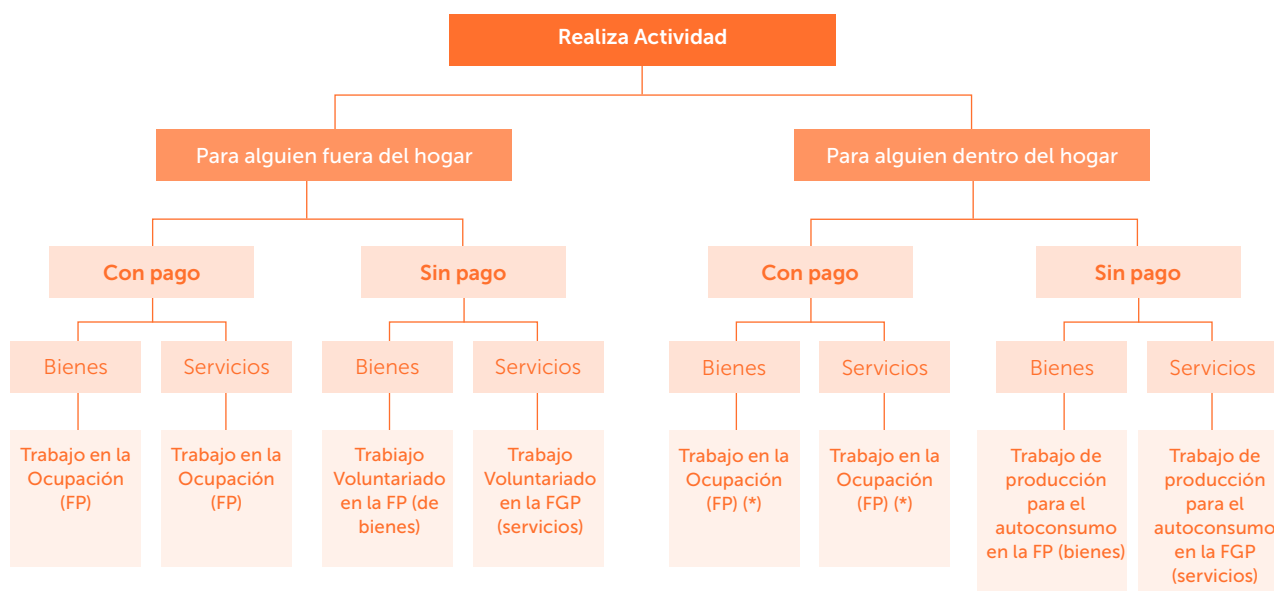 Realiza Actividad
Para alguien fuera del hogar
Para alguien dentro del hogar
Con pago
Sin pago
Con pago
Sin pago
Bienes
Servicios
Bienes
Servicios
Bienes
Servicios
Bienes
Servicios
Trabajo en la
Ocupación
(FP)
Trabajo en la
Ocupación
(FP)
Trabiajo
Voluntariado
en la FP (de
bienes)
Trabajo
Voluntariado
en la FGP
(servicios)
Trabajo en la
Ocupación
(FP) (*)
Trabajo en la
Ocupación
(FP) (*)
Trabajo de
producción
para el
autoconsumo
en la FP (bienes)
Trabajo de
producción
para el
autoconsumo
en la FGP
(servicios)